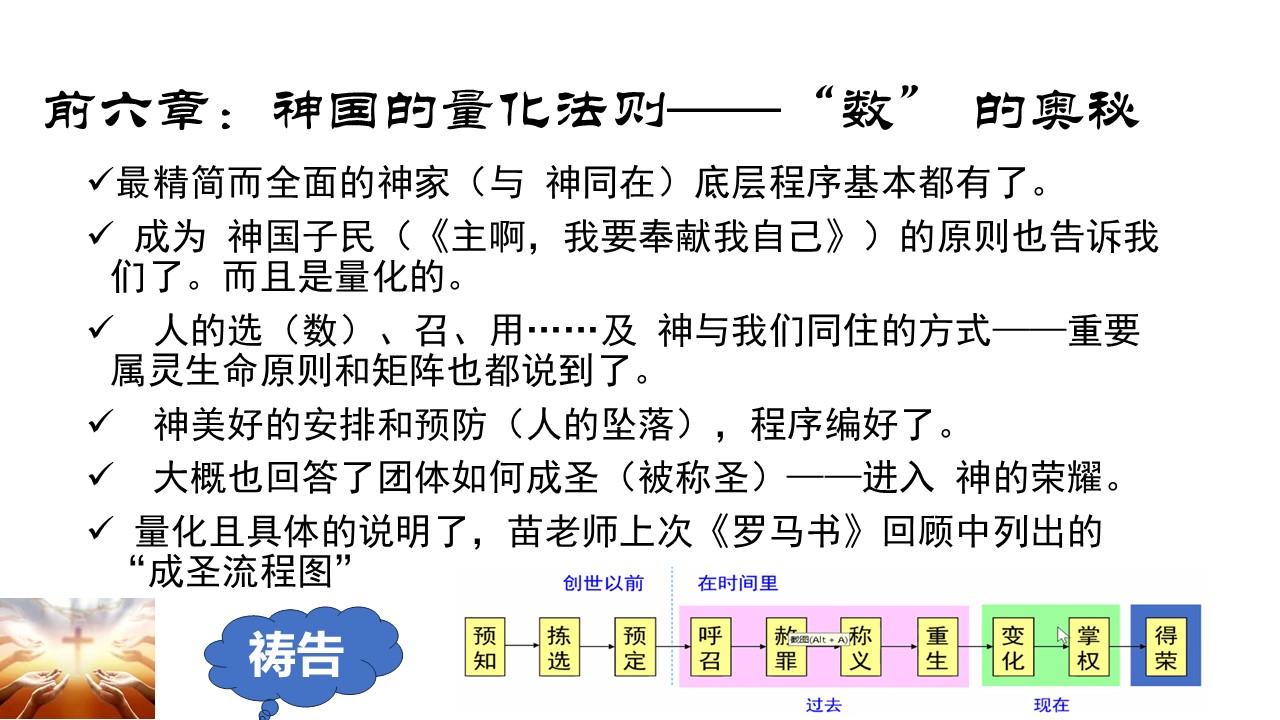 前六章：神国的量化法则——“数” 的奥秘
✓最精简而全面的神家（与 神同在）底层程序基本都有了。
✓ 成为 神国子民（《主啊，我要奉献我自己》）的原则也告诉我
们了。而且是量化的。
✓ 人的选（数）、召、用……及 神与我们同住的方式——重要
属灵生命原则和矩阵也都说到了。
✓ 神美好的安排和预防（人的坠落），程序编好了。
✓ 大概也回答了团体如何成圣（被称圣）——进入 神的荣耀。
✓ 量化且具体的说明了，苗老师上次《罗马书》回顾中列出的
“成圣流程图”
创世以前 在时间里
祷告
预知 拣选 预定 呼召 赦罪 称义 重生 变化 掌权 得荣
截图(Alt + A)
过去 现在